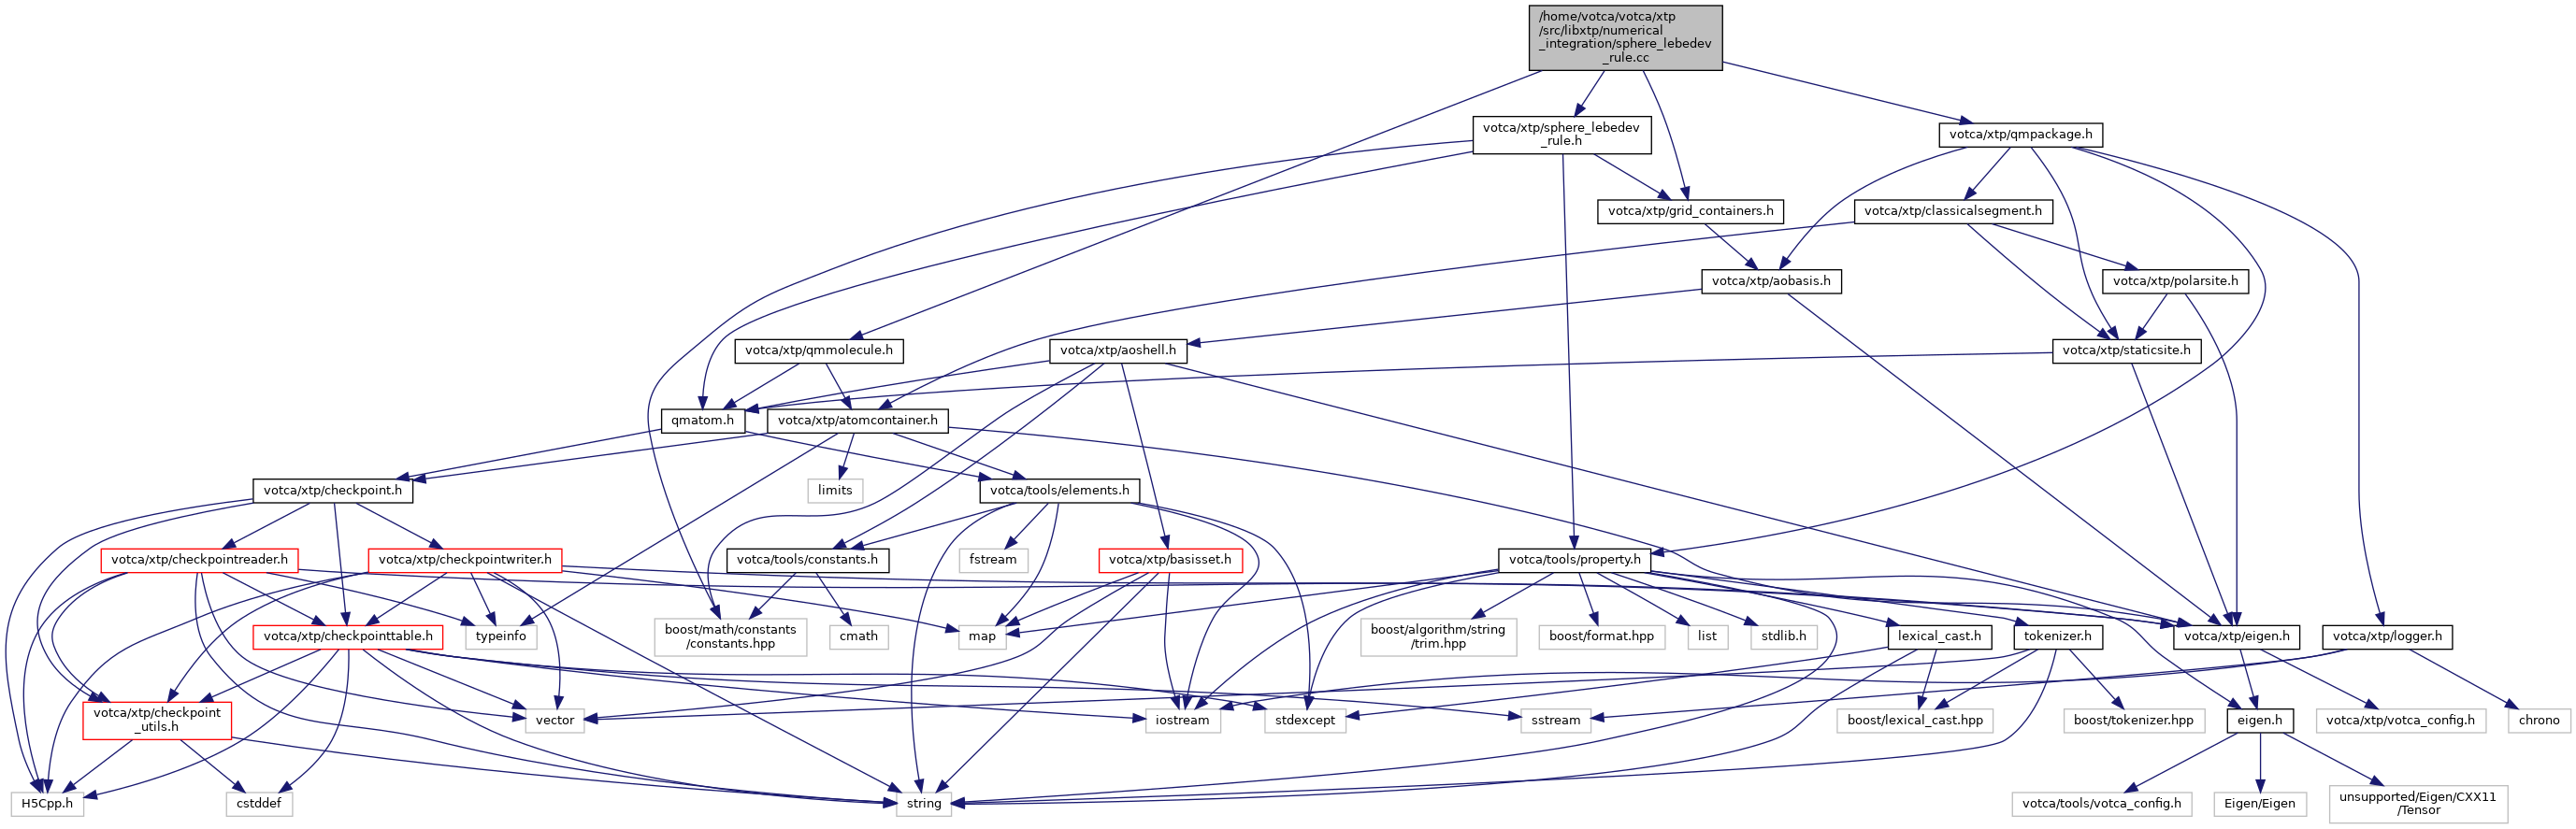 /home/votca/votca/xtp
/src/libxtp/numerical
_integration/sphere_lebedev
_rule.cc
votca/xtp/sphere_lebedev
_rule.h
votca/xtp/qmpackage.h
votca/xtp/grid_containers.h
votca/xtp/classicalsegment.h
votca/xtp/aobasis.h
votca/xtp/polarsite.h
votca/xtp/qmmolecule.h
votca/xtp/aoshell.h
votca/xtp/staticsite.h
qmatom.h
votca/xtp/atomcontainer.h
votca/xtp/checkpoint.h
limits
votca/tools/elements.h
votca/xtp/checkpointreader.h
votca/xtp/checkpointwriter.h
votca/tools/constants.h
fstream
votca/xtp/basisset.h
votca/tools/property.h
votca/xtp/checkpointtable.h
typeinfo
boost/math/constants
/constants.hpp
cmath
map
boost/algorithm/string
/trim.hpp
boost/format.hpp
list
stdlib.h
lexical_cast.h
tokenizer.h
votca/xtp/eigen.h
votca/xtp/logger.h
votca/xtp/checkpoint
_utils.h
vector
iostream
stdexcept
sstream
boost/lexical_cast.hpp
boost/tokenizer.hpp
eigen.h
votca/xtp/votca_config.h
chrono
H5Cpp.h
cstddef
string
votca/tools/votca_config.h
Eigen/Eigen
unsupported/Eigen/CXX11
/Tensor